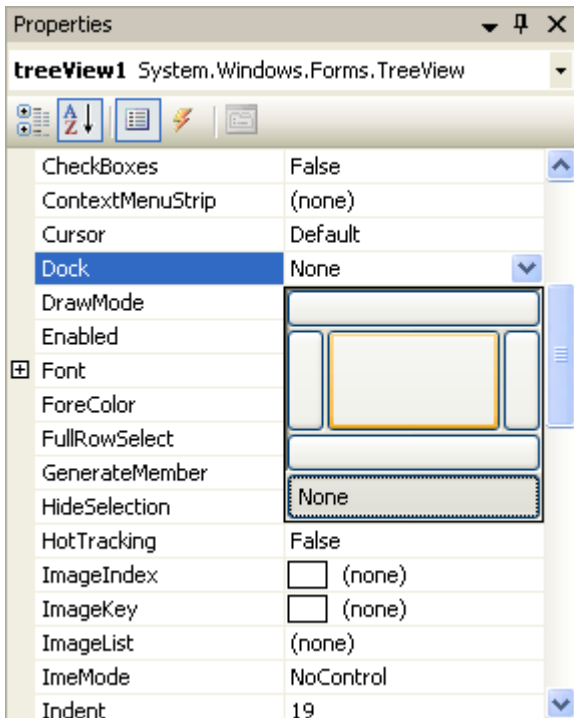 Properties
treeView1 System.Windows.Forms.TreeView
A
Z
CheckBoxes False
ContextMenuStrip (none)
Cursor Default
Dock None
DrawMode
Enabled
Font
ForeColor
FullRowSelect
GenerateMember
None
HideSelection
HotTracking False
ImageIndex (none)
ImageKey (none)
ImageList (none)
ImeMode NoControl
Indent 19